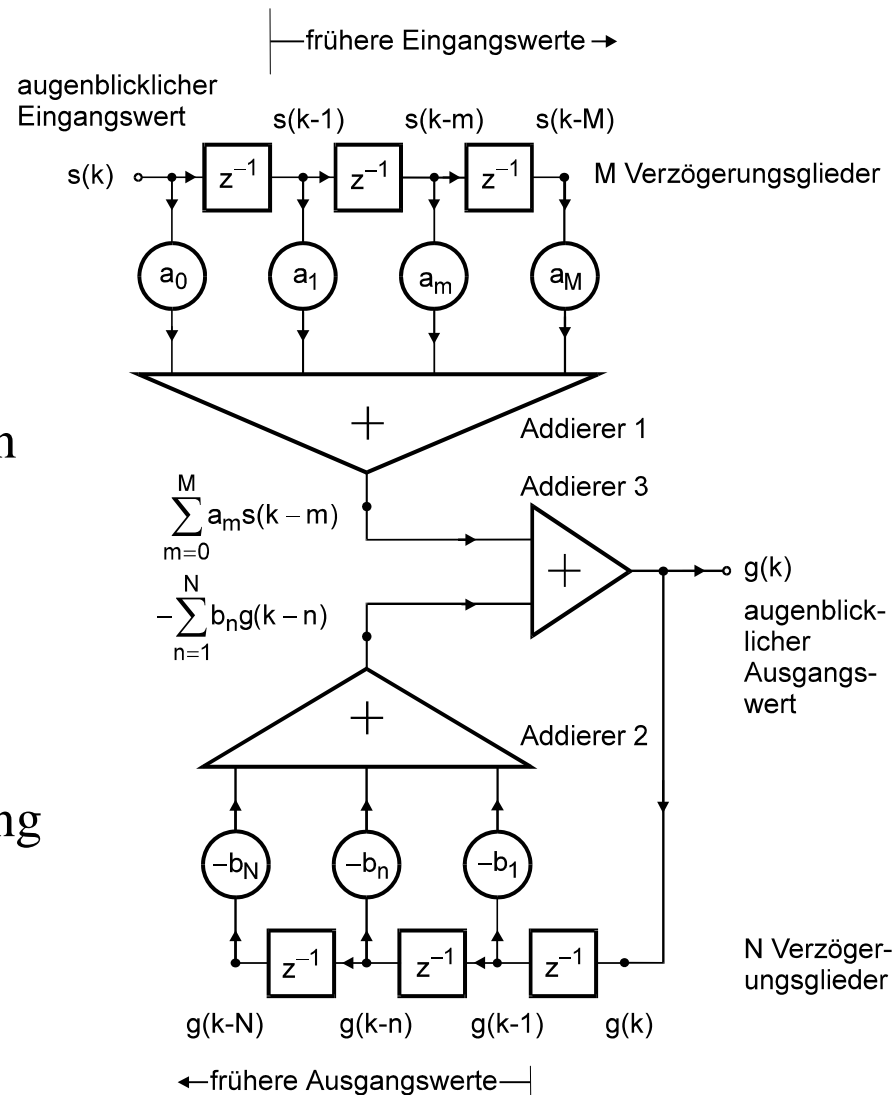 frühere Eingangswerte
augenblicklicher
Eingangswert
s(k-1) s(k-m) s(k-M)
s(k) z⁻¹ z⁻¹ z⁻¹ M Verzögerungsglieder
a₀ a₁ aₘ a_M
+
Addierer 1
n
Addierer 3
M
∑ aₘs(k – m)
m=0
+
g(k)
N
-∑ bₙg(k – n)
n=1
augenblick-
licher
Ausgangs-
wert
+
Addierer 2
ng
–b_N –bₙ –b₁
z⁻¹ z⁻¹ z⁻¹
N Verzöger-
ungsglieder
g(k-N) g(k-n) g(k-1) g(k)
frühere Ausgangswerte